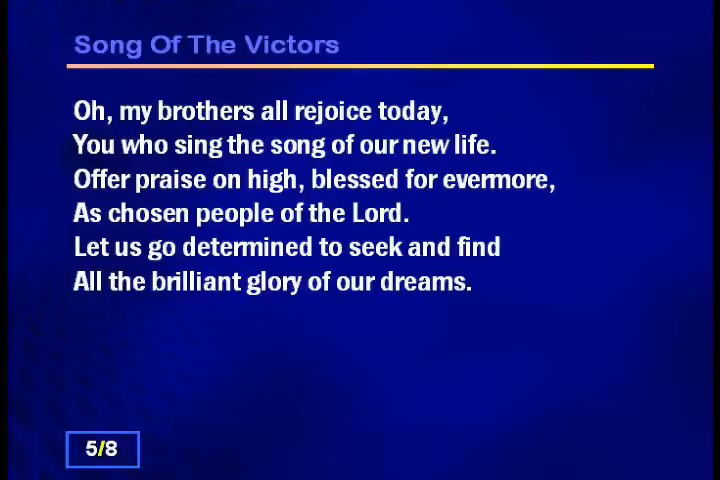 Song Of The Victors
Oh, my brothers all rejoice today,
You who sing the song of our new life.
Offer praise on high, blessed for evermore,
As chosen people of the Lord.
Let us go determined to seek and find
All the brilliant glory of our dreams.
5/8